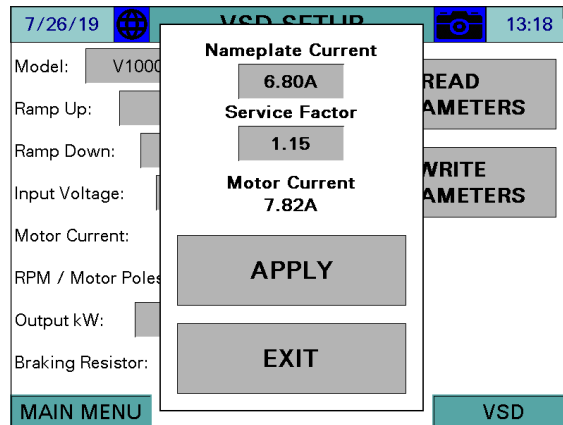 7/26/19
VSD SETUP
13:18
Model:
V1000
Ramp Up:
Ramp Down:
Input Voltage:
Motor Current:
RPM / Motor Poles
Output kW:
Braking Resistor:
Nameplate Current
6.80A
Service Factor
1.15
Motor Current
7.82A
APPLY
EXIT
READ
AMETERS
WRITE
AMETERS
MAIN MENU
VSD